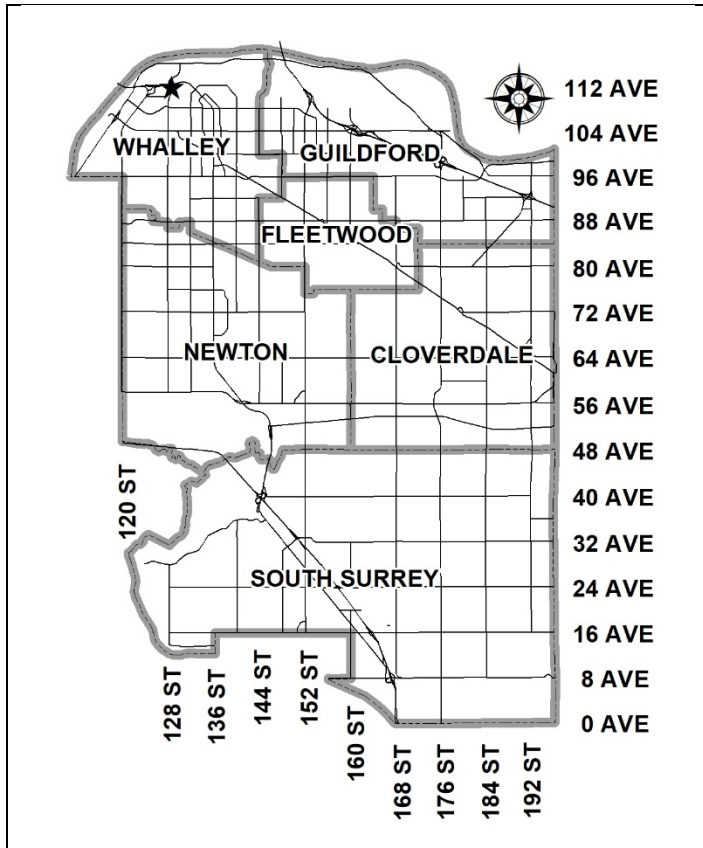 112 AVE
104 AVE
WHALLEY
GUILDFORD
96 AVE
88 AVE
FLEETWOOD
80 AVE
72 AVE
NEWTON
CLOVERDALE
64 AVE
56 AVE
48 AVE
120 ST
40 AVE
32 AVE
SOUTH SURREY
24 AVE
16 AVE
128 ST
136 ST
144 ST
152 ST
160 ST
8 AVE
0 AVE
168 ST
176 ST
184 ST
192 ST